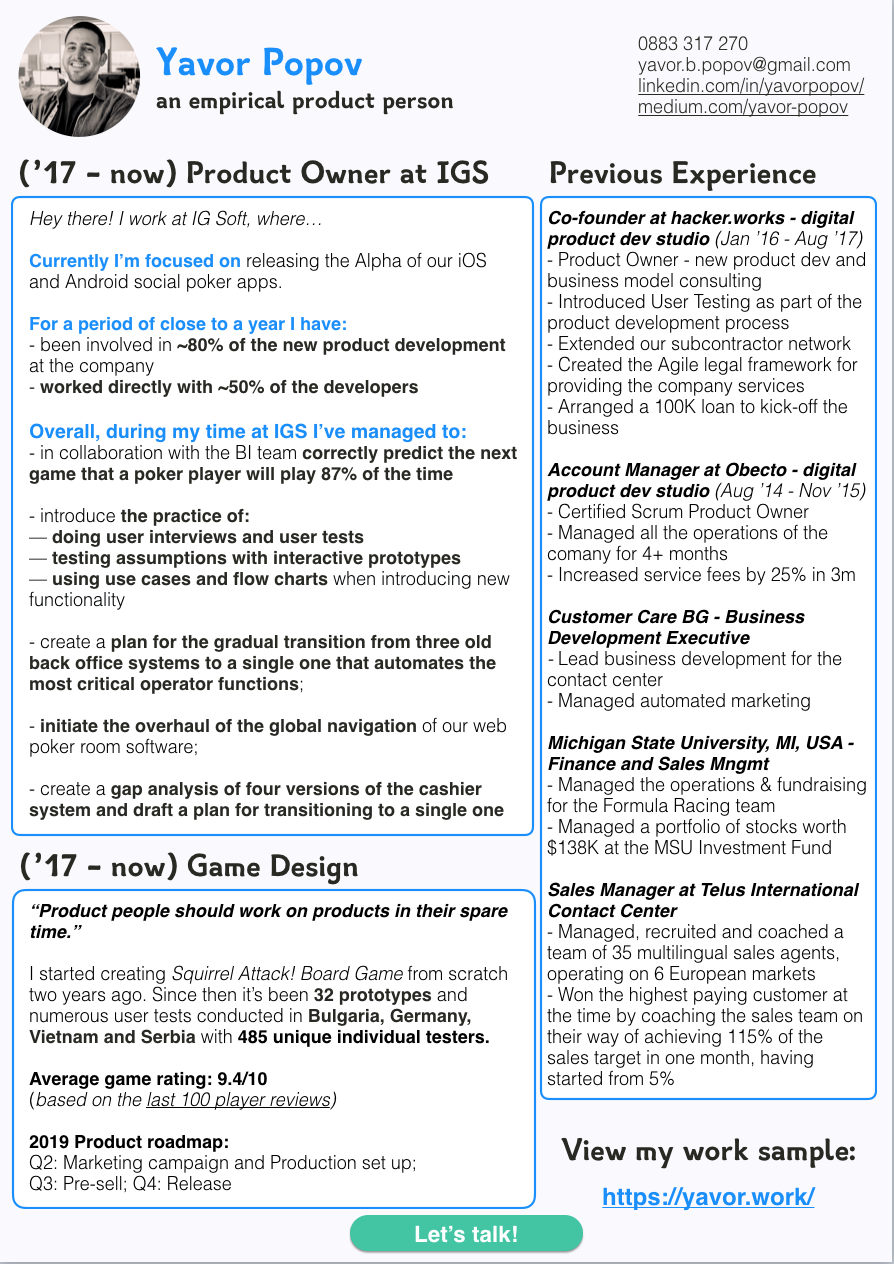 Yavor Popov
an empirical product person
0883 317 270
yavor.b.popov@gmail.com
linkedin.com/in/yavorpopov/
medium.com/yavor-popov
(’17 – now) Product Owner at IGS
Hey there! I work at IG Soft, where…
Currently I’m focused on releasing the Alpha of our iOS
and Android social poker apps.
For a period of close to a year I have:
- been involved in ~80% of the new product development
at the company
- worked directly with ~50% of the developers
Overall, during my time at IGS I’ve managed to:
- in collaboration with the BI team correctly predict the next
game that a poker player will play 87% of the time
- introduce the practice of:
— doing user interviews and user tests
— testing assumptions with interactive prototypes
— using use cases and flow charts when introducing new
functionality
- create a plan for the gradual transition from three old
back office systems to a single one that automates the
most critical operator functions;
- initiate the overhaul of the global navigation of our web
poker room software;
- create a gap analysis of four versions of the cashier
system and draft a plan for transitioning to a single one
(’17 – now) Game Design
“Product people should work on products in their spare
time.”
I started creating Squirrel Attack! Board Game from scratch
two years ago. Since then it’s been 32 prototypes and
numerous user tests conducted in Bulgaria, Germany,
Vietnam and Serbia with 485 unique individual testers.
Average game rating: 9.4/10
(based on the last 100 player reviews)
2019 Product roadmap:
Q2: Marketing campaign and Production set up;
Q3: Pre-sell; Q4: Release
Previous Experience
Co-founder at hacker.works - digital
product dev studio (Jan ’16 - Aug ’17)
- Product Owner - new product dev and
business model consulting
- Introduced User Testing as part of the
product development process
- Extended our subcontractor network
- Created the Agile legal framework for
providing the company services
- Arranged a 100K loan to kick-off the
business
Account Manager at Obecto - digital
product dev studio (Aug ’14 - Nov ’15)
- Certified Scrum Product Owner
- Managed all the operations of the
comany for 4+ months
- Increased service fees by 25% in 3m
Customer Care BG - Business
Development Executive
- Lead business development for the
contact center
- Managed automated marketing
Michigan State University, MI, USA -
Finance and Sales Mngmt
- Managed the operations & fundraising
for the Formula Racing team
- Managed a portfolio of stocks worth
$138K at the MSU Investment Fund
Sales Manager at Telus International
Contact Center
- Managed, recruited and coached a
team of 35 multilingual sales agents,
operating on 6 European markets
- Won the highest paying customer at
the time by coaching the sales team on
their way of achieving 115% of the
sales target in one month, having
started from 5%
View my work sample:
https://yavor.work/
Let’s talk!